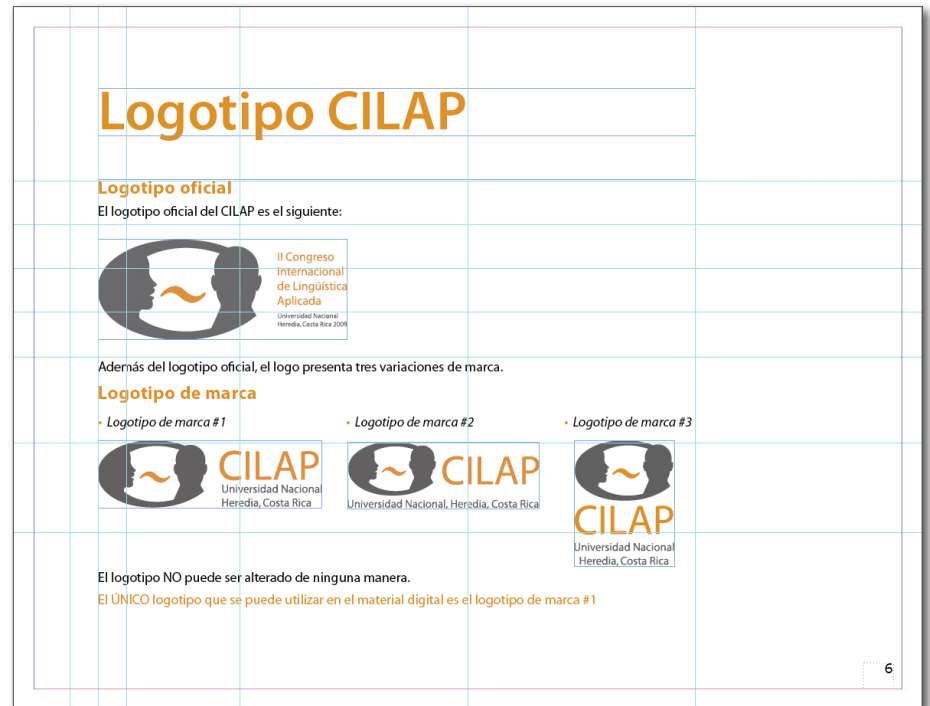 Logotipo CILAP
Logotipo oficial
El logotipo oficial del CILAP es el siguiente:
II Congreso
Internacional
de Lingüística
Aplicada
Universidad Nacional
Heredia, Costa Rica 2009
Además del logotipo oficial, el logo presenta tres variaciones de marca.
Logotipo de marca
• Logotipo de marca #1
CILAP
Universidad Nacional
Heredia, Costa Rica
• Logotipo de marca #2
CILAP
Universidad Nacional, Heredia, Costa Rica
• Logotipo de marca #3
CILAP
Universidad Nacional
Heredia, Costa Rica
El logotipo NO puede ser alterado de ninguna manera.
El ÚNICO logotipo que se puede utilizar en el material digital es el logotipo de marca #1
6